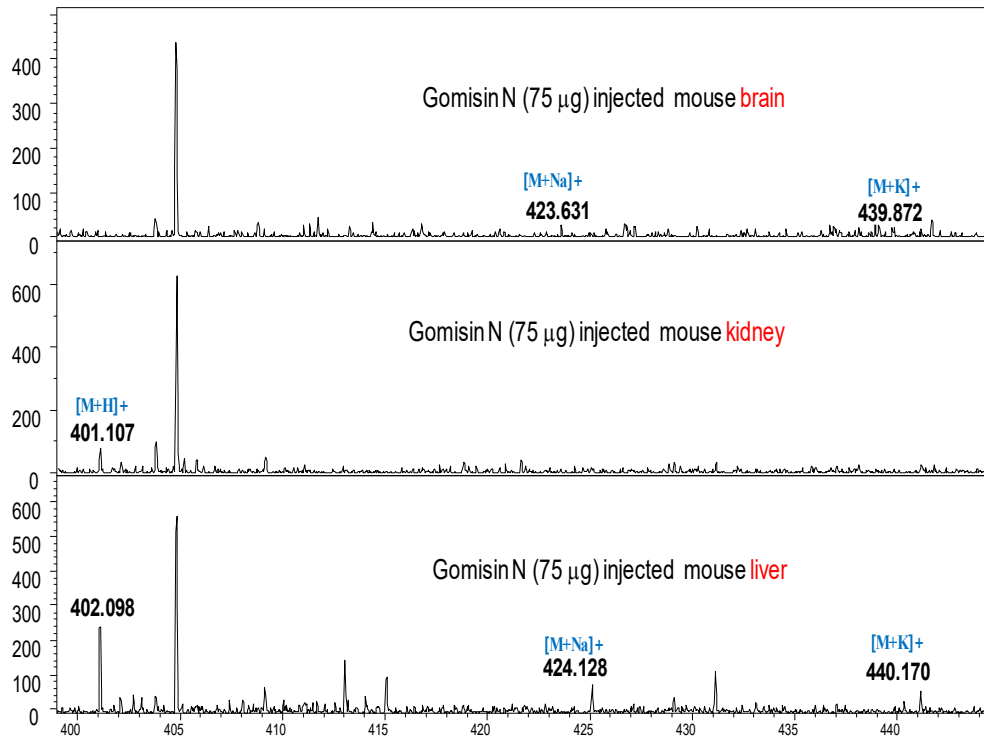 400
300
200
100
0
Gomisin N (75 μg) injected mouse brain
[M+Na]+
423.631
[M+K]+
439.872
600
400
200
0
Gomisin N (75 μg) injected mouse kidney
[M+H]+
401.107
600
500
400
300
200
100
0
Gomisin N (75 μg) injected mouse liver
402.098
[M+Na]+
424.128
[M+K]+
440.170
400 405 410 415 420 425 430 435 440